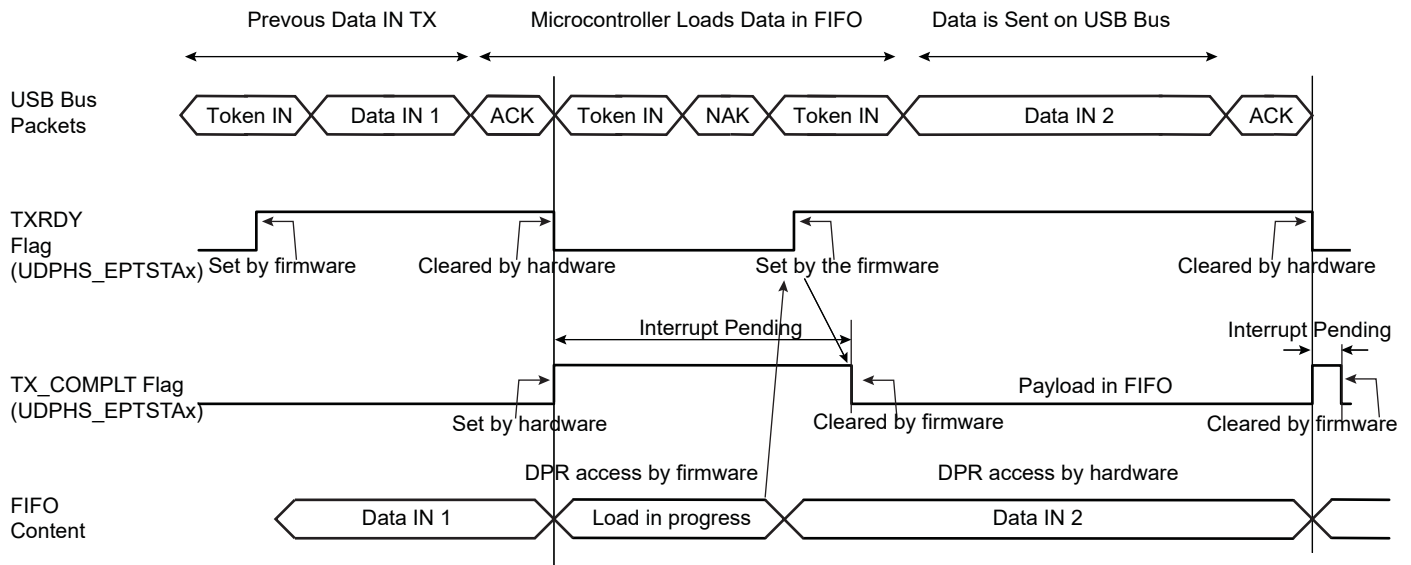 Prevous Data IN TX
Microcontroller Loads Data in FIFO
Data is Sent on USB Bus
USB Bus
Packets
Token IN
Data IN 1
ACK
Token IN
NAK
Token IN
Data IN 2
ACK
TXRDY
Flag
(UDPHS_EPTSTAx)
Set by firmware
Cleared by hardware
Set by the firmware
Cleared by hardware
Interrupt Pending
Interrupt Pending
TX_COMPLT Flag
(UDPHS_EPTSTAx)
Payload in FIFO
Set by hardware
Cleared by firmware
Cleared by firmware
DPR access by firmware
DPR access by hardware
FIFO
Content
Data IN 1
Load in progress
Data IN 2